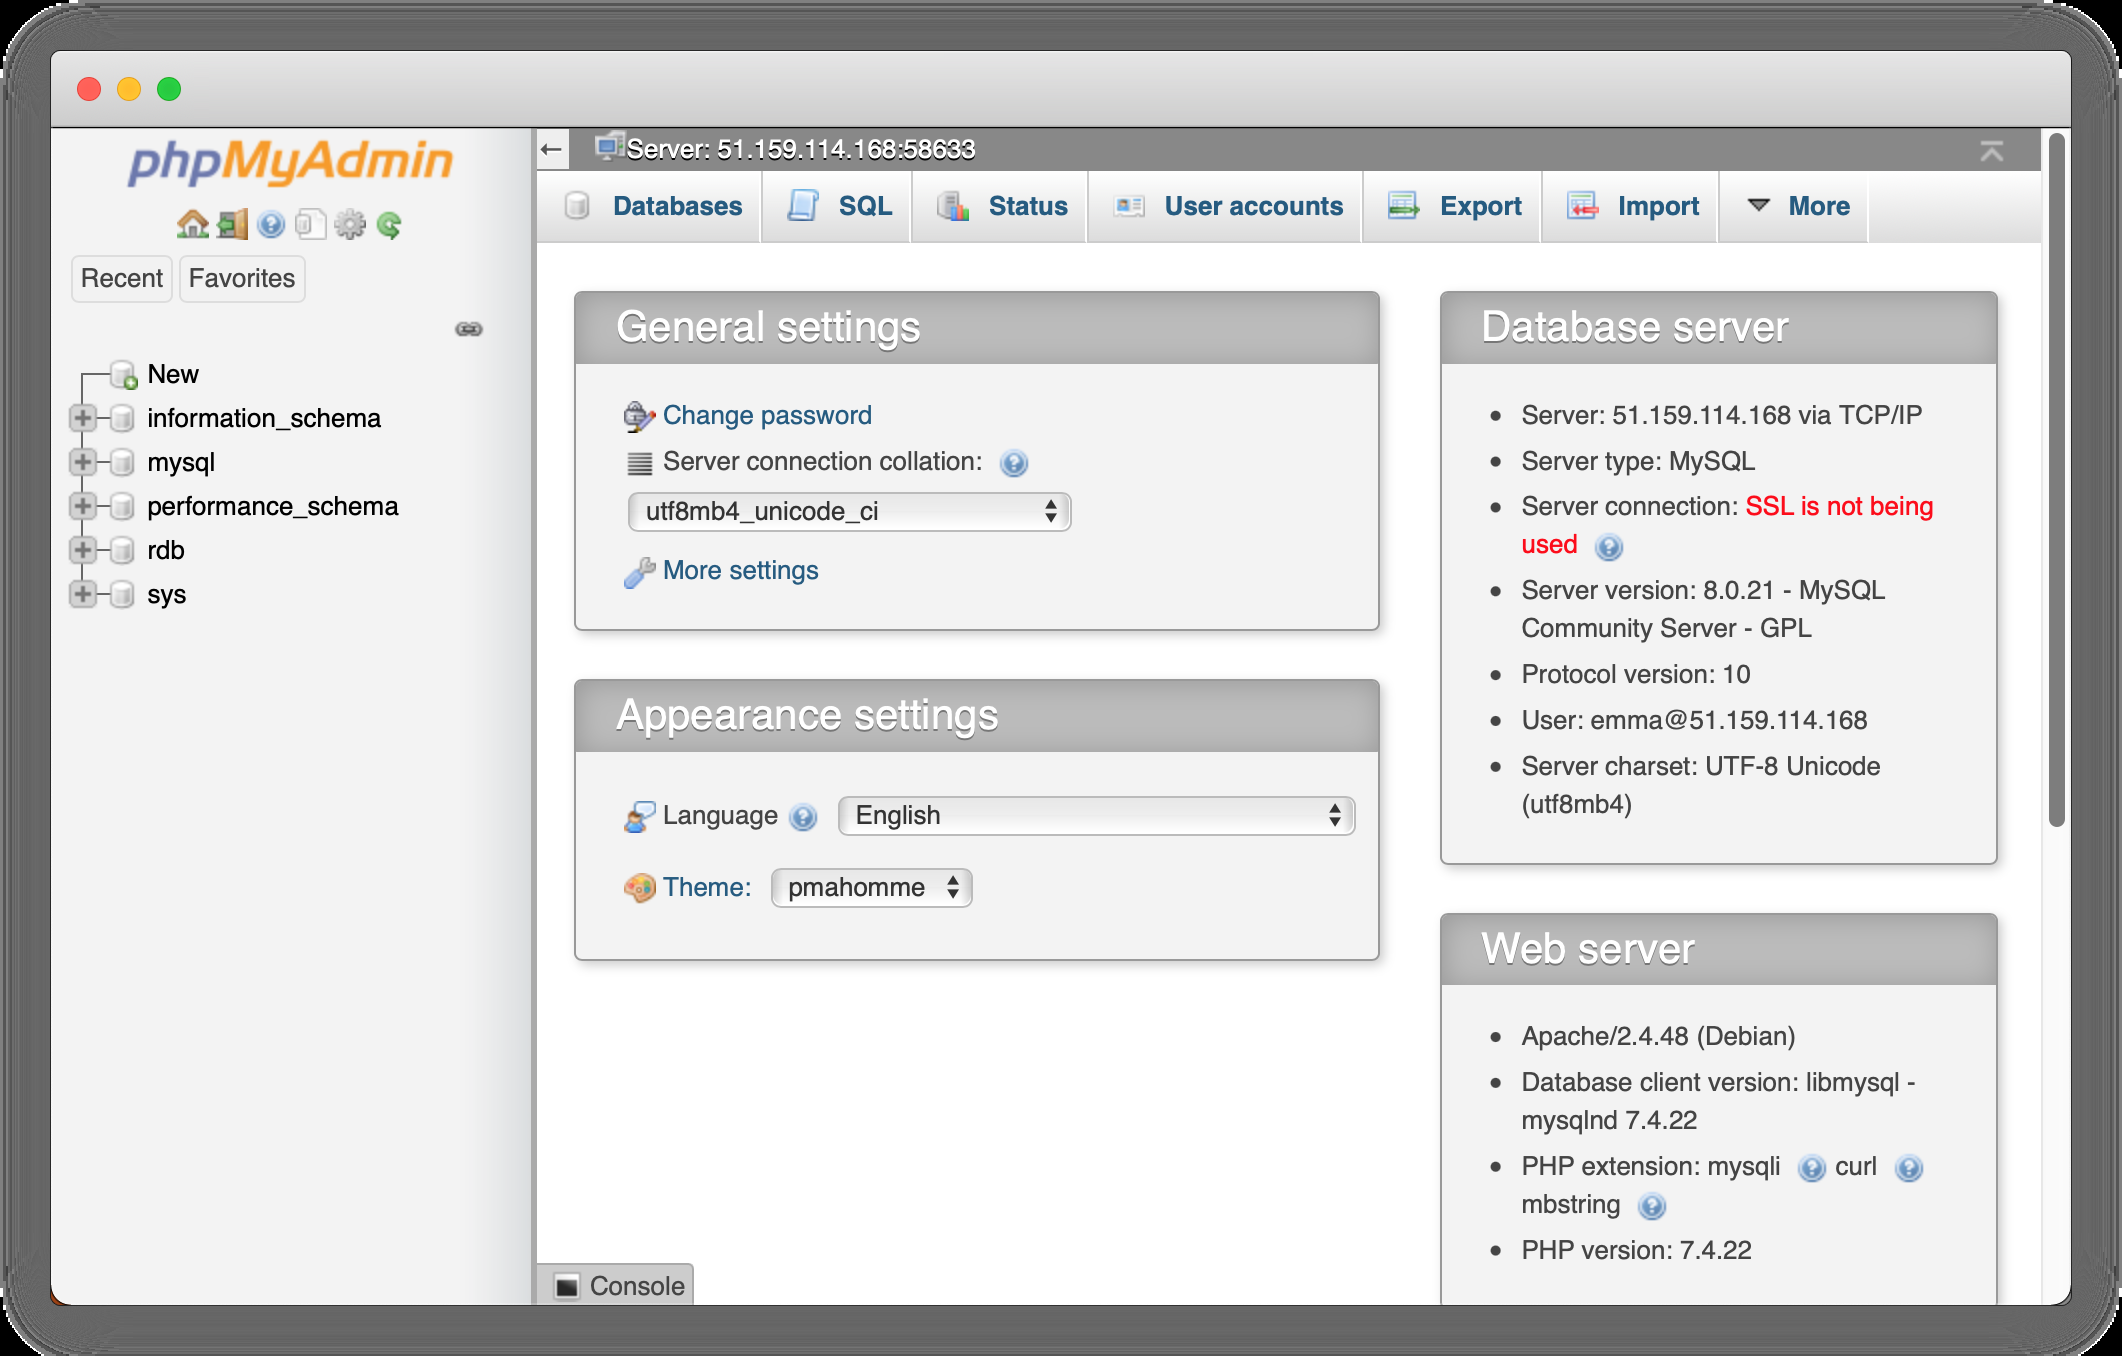 phpMyAdmin
Recent
Favorites
New
information_schema
mysql
performance_schema
rdb
sys
Server: 51.159.114.168:58633
Databases
SQL
Status
User accounts
Export
Import
More
General settings
Change password
Server connection collation:
utf8mb4_unicode_ci
More settings
Appearance settings
Language
English
Theme:
pmahomme
Database server
Server: 51.159.114.168 via TCP/IP
Server type: MySQL
Server connection: SSL is not being
used
Server version: 8.0.21 - MySQL
Community Server - GPL
Protocol version: 10
User: emma@51.159.114.168
Server charset: UTF-8 Unicode
(utf8mb4)
Web server
Apache/2.4.48 (Debian)
Database client version: libmysql -
mysqlnd 7.4.22
PHP extension: mysqli curl
mbstring
PHP version: 7.4.22
Console